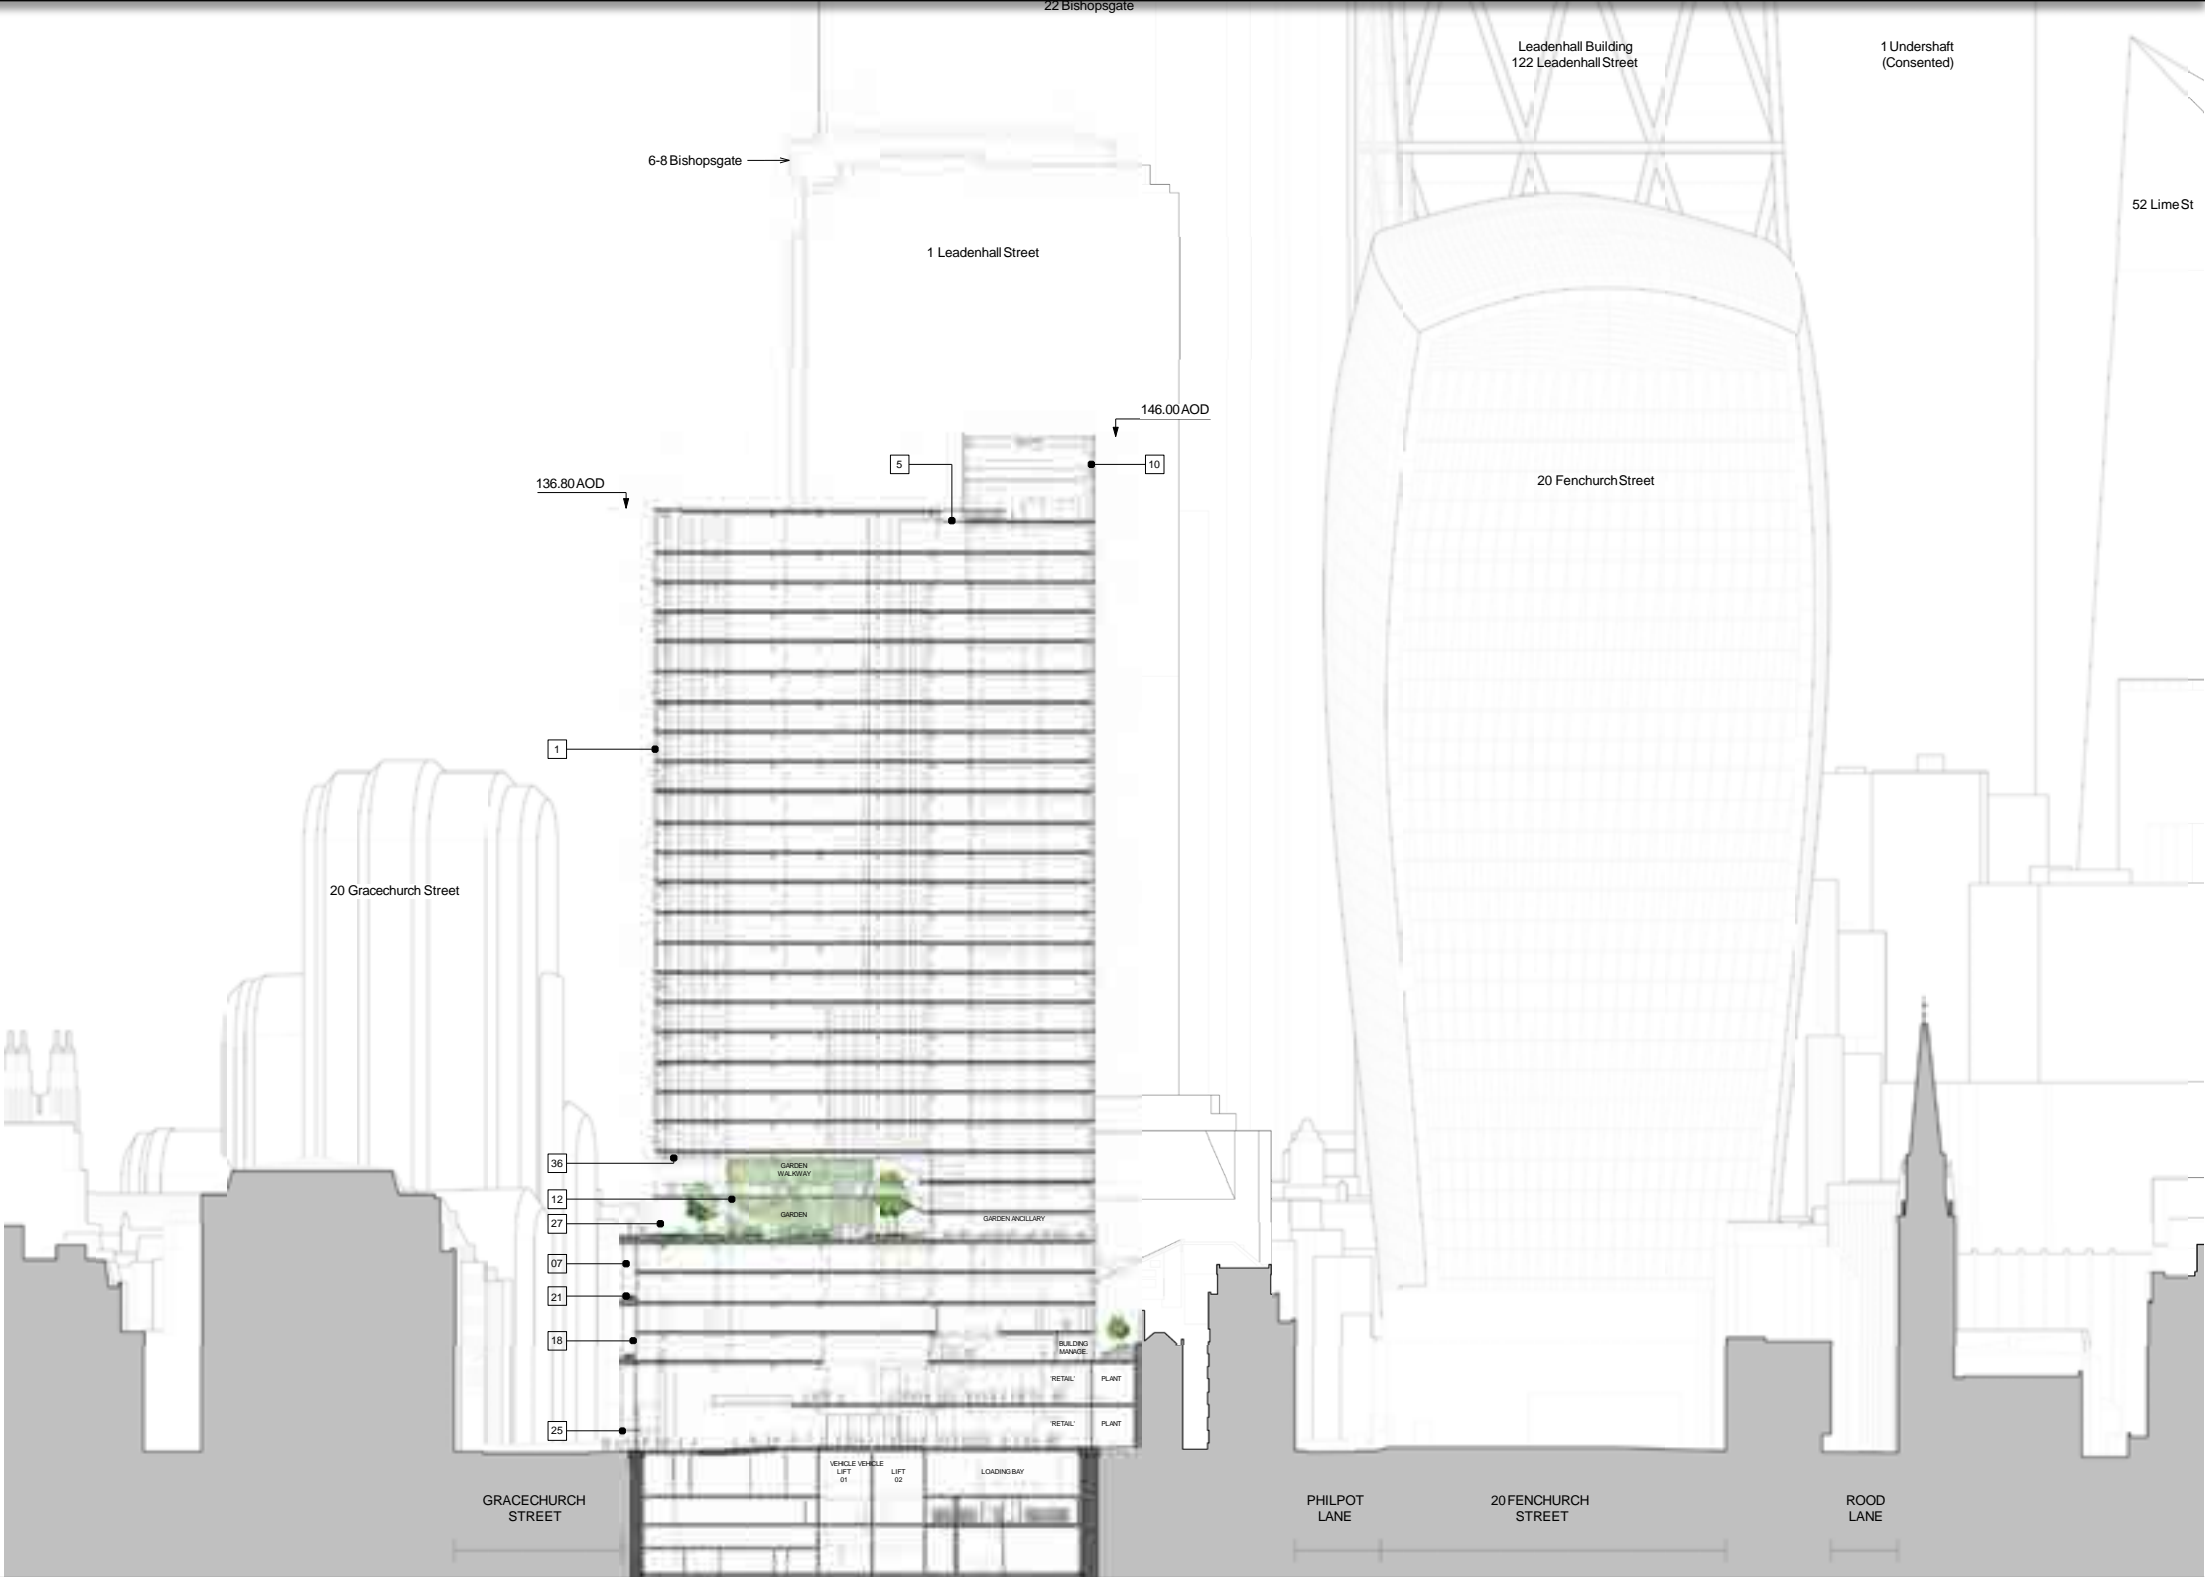 22 Bishopsgate
Leadenhall Building
122 Leadenhall Street
1 Undershaft
(Consented)
6-8 Bishopsgate
52 Lime St
1 Leadenhall Street
146.00 AOD
5
10
136.80 AOD
20 Fenchurch Street
1
20 Gracechurch Street
36
GARDEN
WALKWAY
12
GARDEN
27
GARDEN ANCILLARY
07
21
18
BUILDING
MANAGE.
'RETAIL'
PLANT
25
'RETAIL'
PLANT
VEHICLE VEHICLE
LIFT
01
LIFT
02
LOADING BAY
GRACECHURCH
STREET
PHILPOT
LANE
20 FENCHURCH
STREET
ROOD
LANE